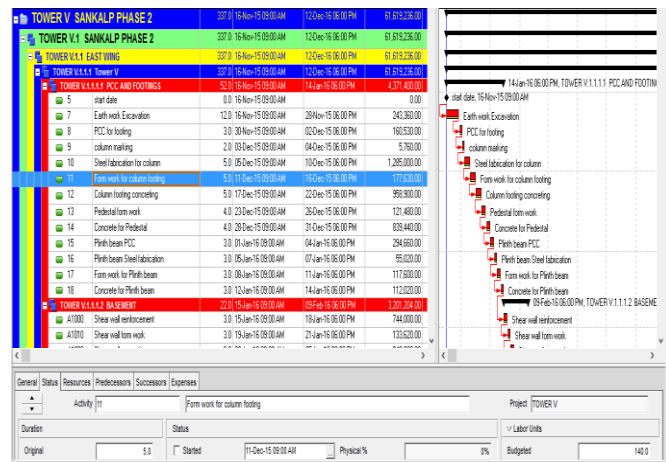 TOWER V SANKALP PHASE 2 337.0 16-Nov-15 09:00 AM 12-Dec-16 06:00 PM 61,619,236.00
TOWER V.1 SANKALP PHASE 2 337.0 16-Nov-15 09:00 AM 12-Dec-16 06:00 PM 61,619,236.00
TOWER V.1.1 EAST WING 337.0 16-Nov-15 09:00 AM 12-Dec-16 06:00 PM 61,619,236.00
TOWER V.1.1.1 Tower V 337.0 16-Nov-15 09:00 AM 12-Dec-16 06:00 PM 61,619,236.00
TOWER V.1.1.1.1 PCC AND FOOTINGS 52.0 16-Nov-15 09:00 AM 14-Jan-16 06:00 PM 4,371,400.00 14-Jan-16 06:00 PM, TOWER V.1.1.1.1 PCC AND FOOTIN
5 start date 0.0 16-Nov-15 09:00 AM 0.00 start date, 16-Nov-15 09:00 AM
7 Earth work Excavation 12.0 16-Nov-15 09:00 AM 28-Nov-15 06:00 PM 243,360.00 Earth work Excavation
8 PCC for footing 3.0 30-Nov-15 09:00 AM 02-Dec-15 06:00 PM 160,530.00 PCC for footing
9 column marking 2.0 03-Dec-15 09:00 AM 04-Dec-15 06:00 PM 5,760.00 column marking
10 Steel fabrication for column 5.0 05-Dec-15 09:00 AM 10-Dec-15 06:00 PM 1,285,000.00 Steel fabrication for column
11 Form work for column footing 5.0 11-Dec-15 09:00 AM 16-Dec-15 06:00 PM 177,630.00 Form work for column footing
12 Column footing concreting 5.0 17-Dec-15 09:00 AM 22-Dec-15 06:00 PM 958,900.00 Column footing concreting
13 Pedestal form work 4.0 23-Dec-15 09:00 AM 26-Dec-15 06:00 PM 121,480.00 Pedestal form work
14 Concrete for Pedestal 4.0 28-Dec-15 09:00 AM 31-Dec-15 06:00 PM 839,440.00 Concrete for Pedestal
15 Plinth beam PCC 3.0 01-Jan-16 09:00 AM 04-Jan-16 06:00 PM 294,660.00 Plinth beam PCC
16 Plinth beam Steel fabrication 3.0 05-Jan-16 09:00 AM 07-Jan-16 06:00 PM 55,020.00 Plinth beam Steel fabrication
17 Form work for Plinth beam 3.0 08-Jan-16 09:00 AM 11-Jan-16 06:00 PM 117,600.00 Form work for Plinth beam
18 Concrete for Plinth beam 3.0 12-Jan-16 09:00 AM 14-Jan-16 06:00 PM 112,020.00 Concrete for Plinth beam
TOWER V.1.1.1.2 BASEMENT 22.0 15-Jan-16 09:00 AM 09-Feb-16 06:00 PM 3,201,204.00 09-Feb-16 06:00 PM, TOWER V.1.1.1.2 BASEME
A1000 Shear wall reinforcement 3.0 15-Jan-16 09:00 AM 18-Jan-16 06:00 PM 744,000.00 Shear wall reinforcement
A1010 Shear wall form work 3.0 19-Jan-16 09:00 AM 21-Jan-16 06:00 PM 133,620.00 Shear wall form work
General Status Resources Predecessors Successors Expenses
Activity 11 Form work for column footing Project TOWER V
Duration Status Labor Units
Original 5.0 Started 11-Dec-15 09:00 AM ... Physical % 0% Budgeted 140.0